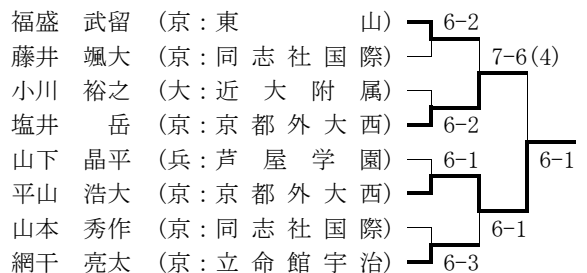 福盛 武留 (京:東山) 6-2
藤井 颯大 (京:同志社国際) 7-6(4)
小川 裕之 (大:近大附属)
塩井 岳 (京:京都外大西) 6-2
山下 晶平 (兵:芦屋学園) 6-1 6-1
平山 浩大 (京:京都外大西)
山本 秀作 (京:同志社国際) 6-1
網干 亮太 (京:立命館宇治) 6-3